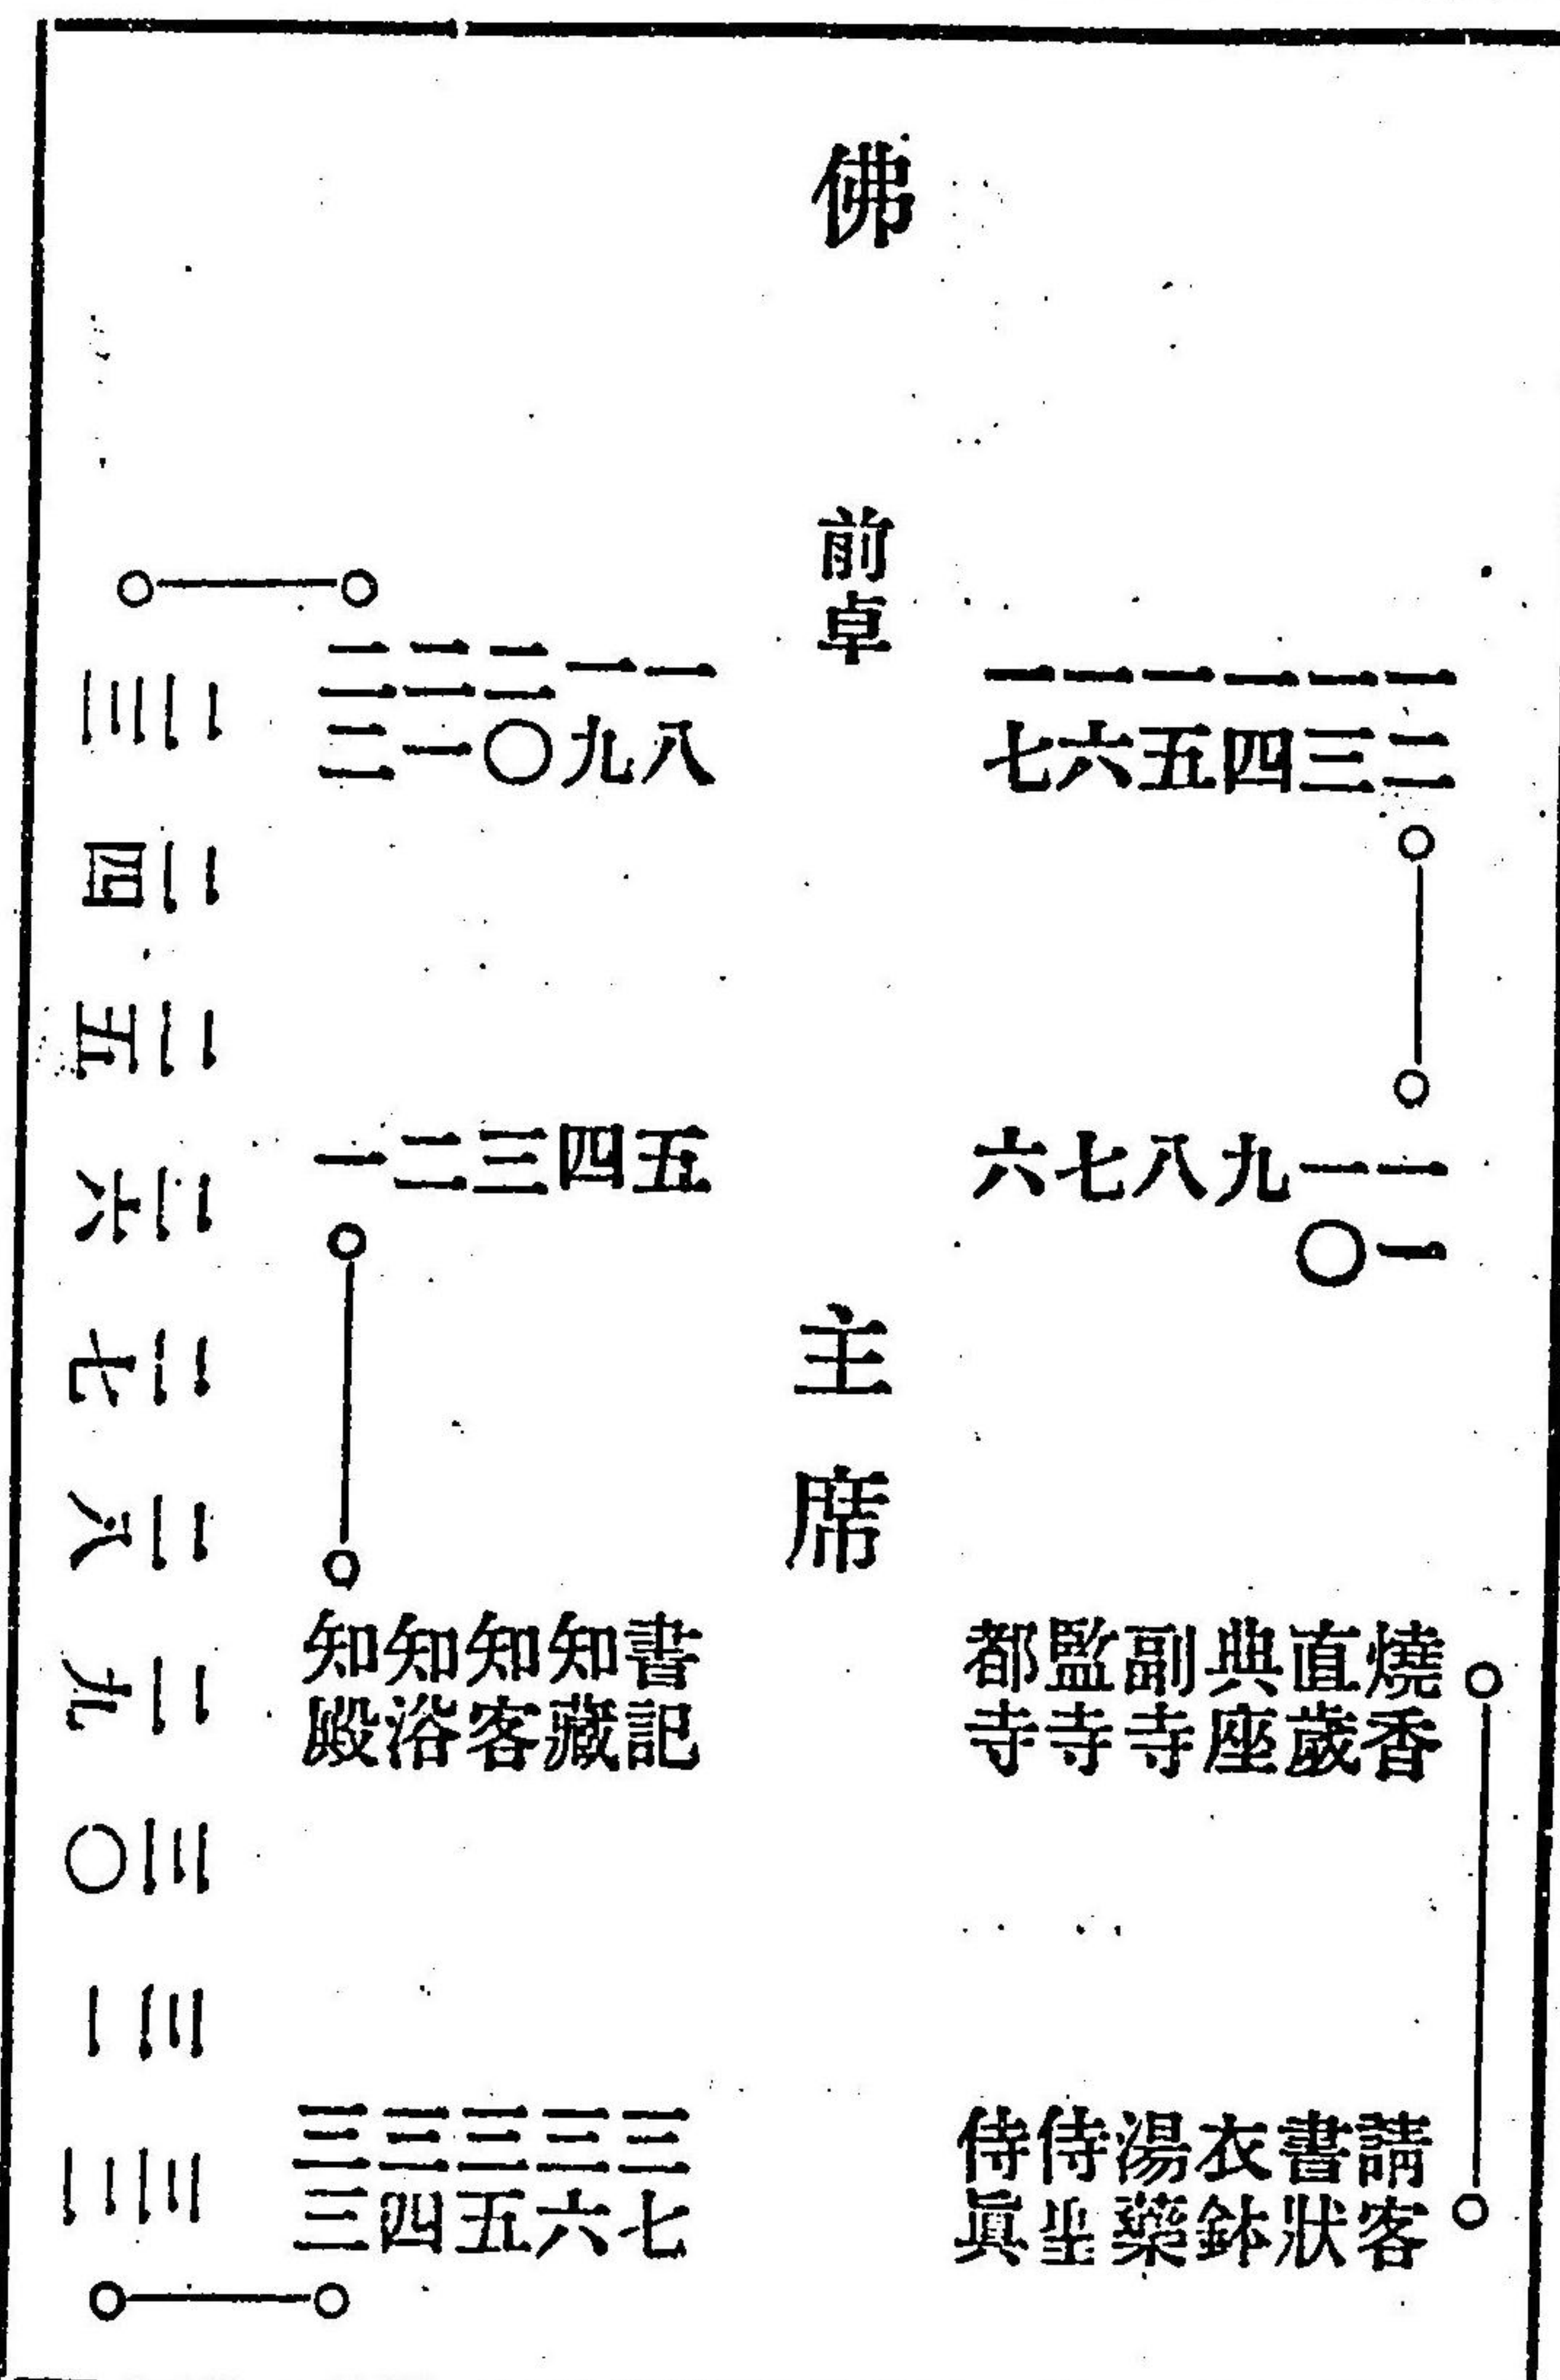 佛
前卓
一二
一三
一四
一五
一六
一七
一八
一九
二〇
二一
二二
二三
二四
二五
二六
二七
二八
二九
三〇
三一
三二
一一
一〇
九
八
七
六
五
四
三
二
一
主席
燒香
直歲
典座
副寺
監寺
都寺
書記
知藏
知客
知浴
知殿
請客
書狀
衣鉢
湯藥
侍聖
侍眞
三七
三六
三五
三四
三三